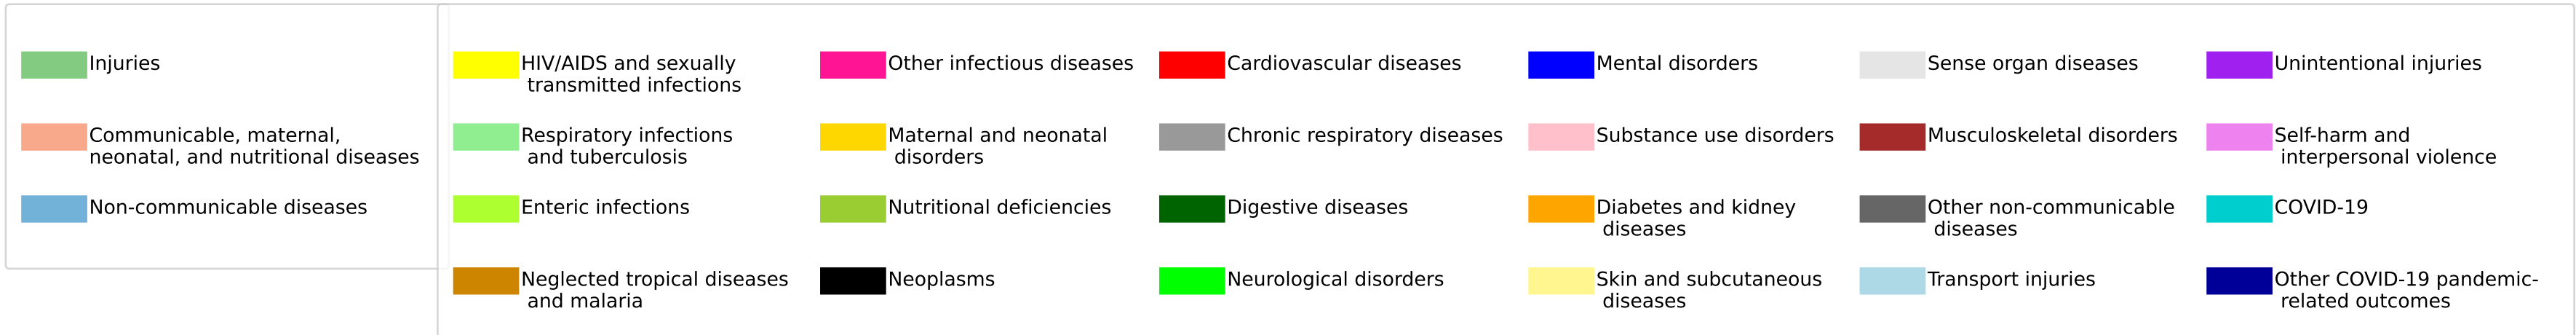 Injuries
Communicable, maternal,
neonatal, and nutritional diseases
Non-communicable diseases
HIV/AIDS and sexually
transmitted infections
Respiratory infections
and tuberculosis
Enteric infections
Neglected tropical diseases
and malaria
Other infectious diseases
Maternal and neonatal
disorders
Nutritional deficiencies
Neoplasms
Cardiovascular diseases
Chronic respiratory diseases
Digestive diseases
Neurological disorders
Mental disorders
Substance use disorders
Diabetes and kidney
diseases
Skin and subcutaneous
diseases
Sense organ diseases
Musculoskeletal disorders
Other non-communicable
diseases
Transport injuries
Unintentional injuries
Self-harm and
interpersonal violence
COVID-19
Other COVID-19 pandemic-
related outcomes